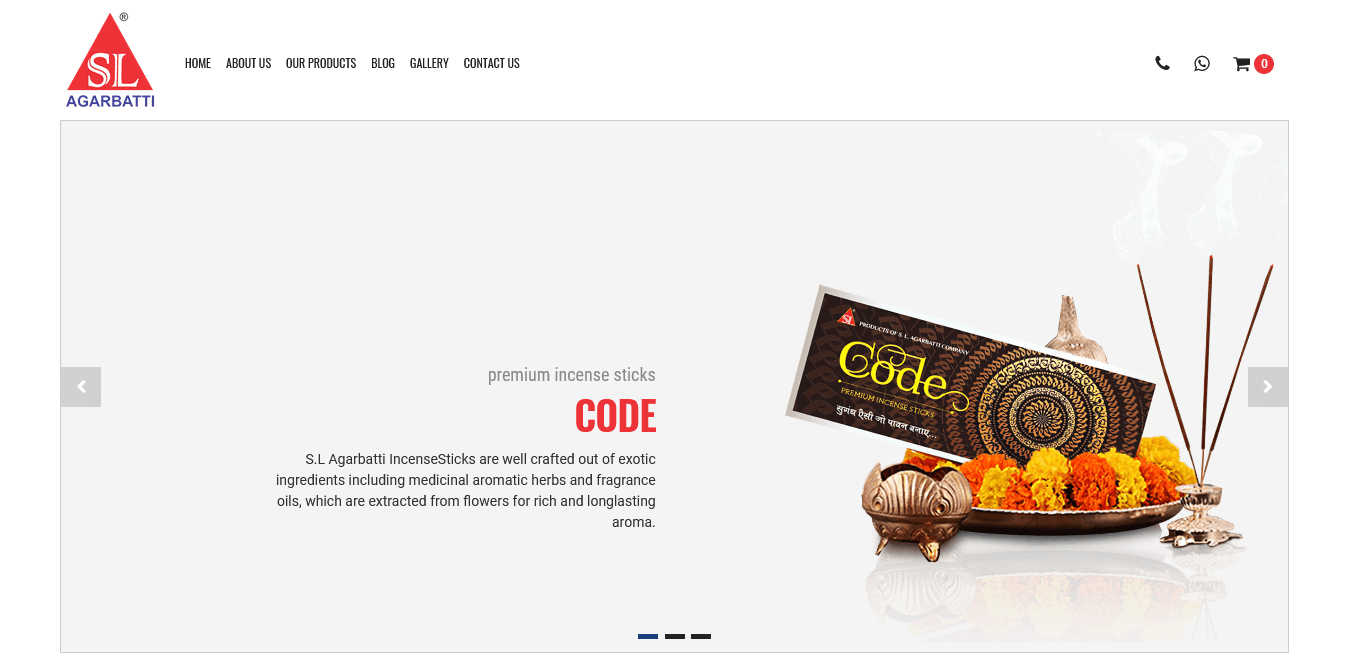 ®
SL
AGARBATTI
HOME ABOUT US OUR PRODUCTS BLOG GALLERY CONTACT US
0
premium incense sticks
CODE
S.L Agarbatti IncenseSticks are well crafted out of exotic
ingredients including medicinal aromatic herbs and fragrance
oils, which are extracted from flowers for rich and longlasting
aroma.
SL
PRODUCTS OF S. L. AGARBATTI COMPANY
Code
PREMIUM INCENSE STICKS
सुगंध ऐसी जो पावन बनाए...